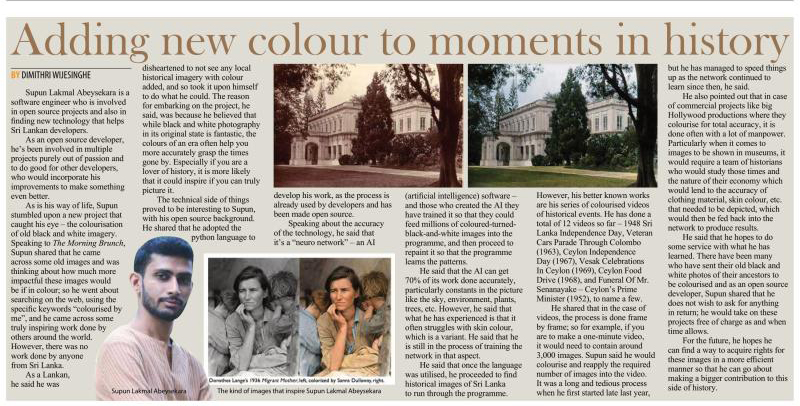 Adding new colour to moments in history
BY DIMITHRI WIJESINGHE
Supun Lakmal Abeysekara is a
software engineer who is involved
in open source projects and also in
finding new technology that helps
Sri Lankan developers.
As an open source developer,
he's been involved in multiple
projects purely out of passion and
to do good for other developers,
who would incorporate his
improvements to make something
even better.
As is his way of life, Supun
stumbled upon a new project that
caught his eye – the colourisation
of old black and white imagery.
Speaking to The Morning Brunch,
Supun shared that he came
across some old images and was
thinking about how much more
impactful these images would
be if in colour; so he went about
searching on the web, using the
specific keywords “colourised by
me”, and he came across some
truly inspiring work done by
others around the world.
However, there was no
work done by anyone
from Sri Lanka.
As a Lankan,
he said he was
disheartened to not see any local
historical imagery with colour
added, and so took it upon himself
to do what he could. The reason
for embarking on the project, he
said, was because he believed that
while black and white photography
in its original state is fantastic, the
colours of an era often help you
more accurately grasp the times
gone by. Especially if you are a
lover of history, it is more likely
that it could inspire if you can truly
picture it.
The technical side of things
proved to be interesting to Supun,
with his open source background.
He shared that he adopted the
python language to
develop his work, as the process is
already used by developers and has
been made open source.
Speaking about the accuracy
of the technology, he said that
it's a “neuro network” – an AI
(artificial intelligence) software –
and those who created the AI they
have trained it so that they could
feed millions of coloured-turned-
black-and-white images into the
programme, and then proceed to
repaint it so that the programme
learns the patterns.
He said that the AI can get
70% of its work done accurately,
particularly constants in the picture
like the sky, environment, plants,
trees, etc. However, he said that
what he has experienced is that it
often struggles with skin colour,
which is a variant. He said that he
is still in the process of training the
network in that aspect.
He said that once the language
was utilised, he proceeded to find
historical images of Sri Lanka
to run through the programme.
However, his better known works
are his series of colourised videos
of historical events. He has done a
total of 12 videos so far – 1948 Sri
Lanka Independence Day, Veteran
Cars Parade Through Colombo
(1963), Ceylon Independence
Day (1967), Vesak Celebrations
In Ceylon (1969), Ceylon Food
Drive (1968), and Funeral Of Mr.
Senanayake – Ceylon's Prime
Minister (1952), to name a few.
He shared that in the case of
videos, the process is done frame
by frame; so for example, if you
are to make a one-minute video,
it would need to contain around
3,000 images. Supun said he would
colourise and reapply the required
number of images into the video.
It was a long and tedious process
when he first started late last year,
but he has managed to speed things
up as the network continued to
learn since then, he said.
He also pointed out that in case
of commercial projects like big
Hollywood productions where they
colourise for total accuracy, it is
done often with a lot of manpower.
Particularly when it comes to
images to be shown in museums, it
would require a team of historians
who would study those times and
the nature of their economy which
would lend to the accuracy of
clothing material, skin colour, etc.
that needed to be depicted, which
would then be fed back into the
network to produce results.
He said that he hopes to do
some service with what he has
learned. There have been many
who have sent their old black and
white photos of their ancestors to
be colourised and as an open source
developer, Supun shared that he
does not wish to ask for anything
in return; he would take on these
projects free of charge as and when
time allows.
For the future, he hopes he
can find a way to acquire rights for
these images in a more efficient
manner so that he can go about
making a bigger contribution to this
side of history.
Supun Lakmal Abeysekara
Dorothea Lange's 1936 Migrant Mother, left, colorised by Sanna Dullaway, right.
The kind of images that inspire Supun Lakmal Abeysekara